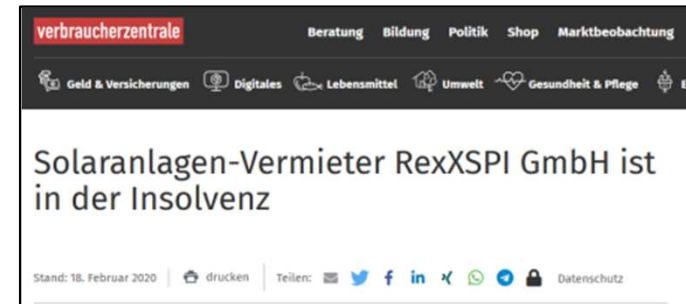 verbraucherzentrale
Beratung Bildung Politik Shop Marktbeobachtung
Geld & Versicherungen Digitales Lebensmittel Umwelt Gesundheit & Pflege E
Solaranlagen-Vermieter RexXSPI GmbH ist
in der Insolvenz
Stand: 18. Februar 2020 drucken Teilen: Datenschutz